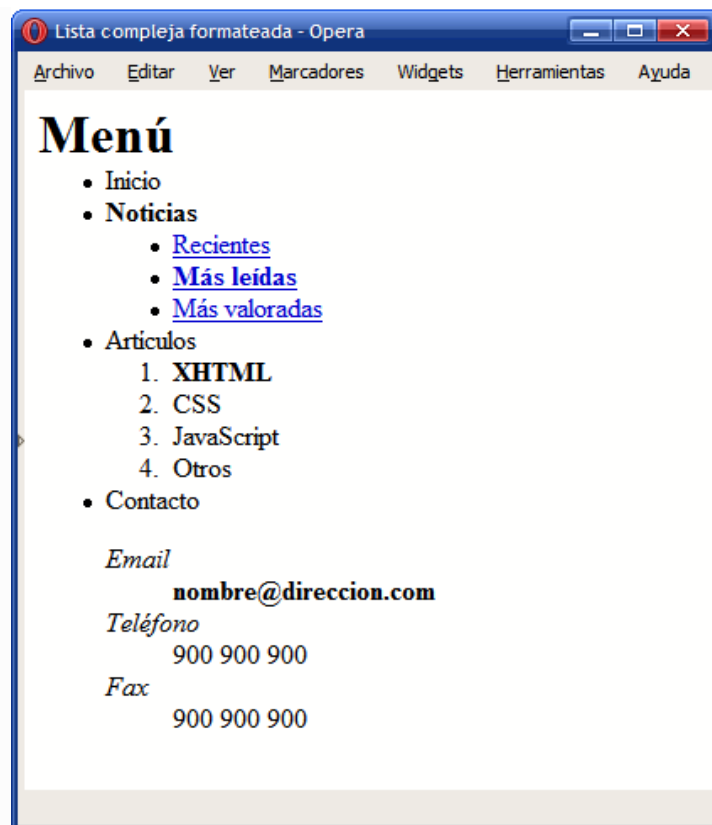 Lista compleja formateada - Opera
Archivo Editar Ver Marcadores Widgets Herramientas Ayuda
Menú
• Inicio
• Noticias
• Recientes
• Más leídas
• Más valoradas
• Artículos
1. XHTML
2. CSS
3. JavaScript
4. Otros
• Contacto
Email
nombre@direccion.com
Teléfono
900 900 900
Fax
900 900 900